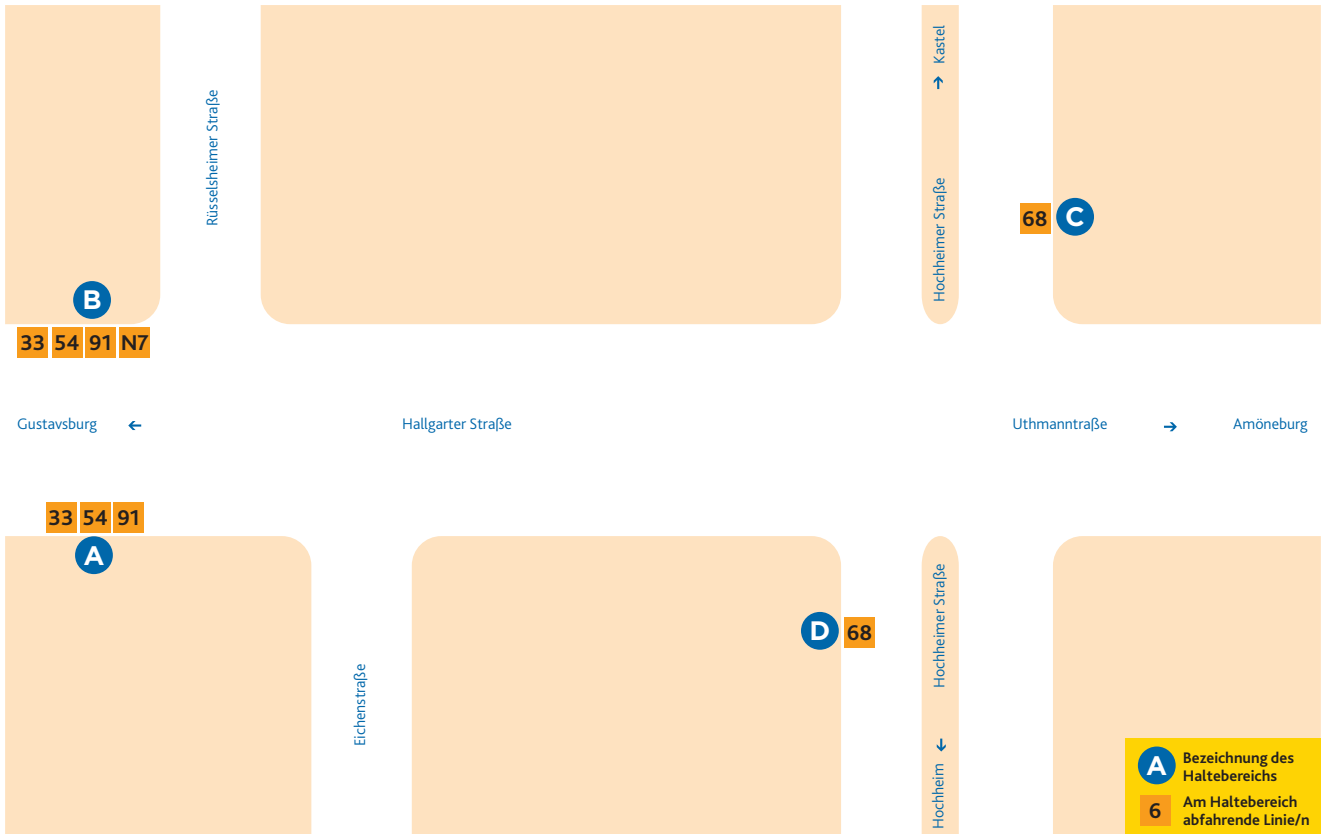 Kastel
Rüsselsheimer Straße
Hochheimer Straße
68 C
B
33 54 91 N7
Gustavsburg ← Hallgarter Straße Uthmanntraße → Amöneburg
33 54 91
A
D 68
Hochheimer Straße
Eichenstraße
Hochheim
A Bezeichnung des
Haltebereichs
6 Am Haltebereich
abfahrende Linie/n